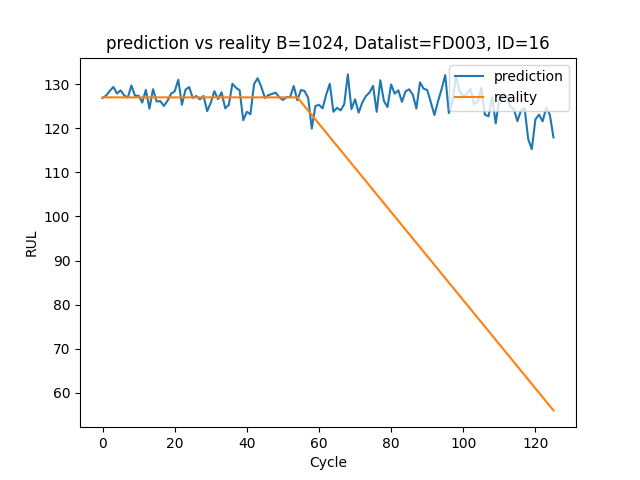 prediction vs reality B=1024, Datalist=FD003, ID=16
prediction
reality
130
120
110
100
90
80
70
60
RUL
0 20 40 60 80 100 120
Cycle